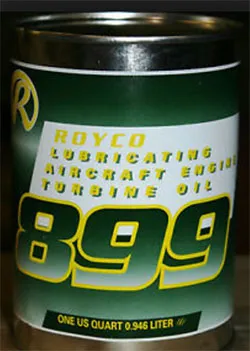 R
ROYCO
LUBRICATING
AIRCRAFT ENGINE
TURBINE OIL
899
ONE US QUART 0.946 LITER